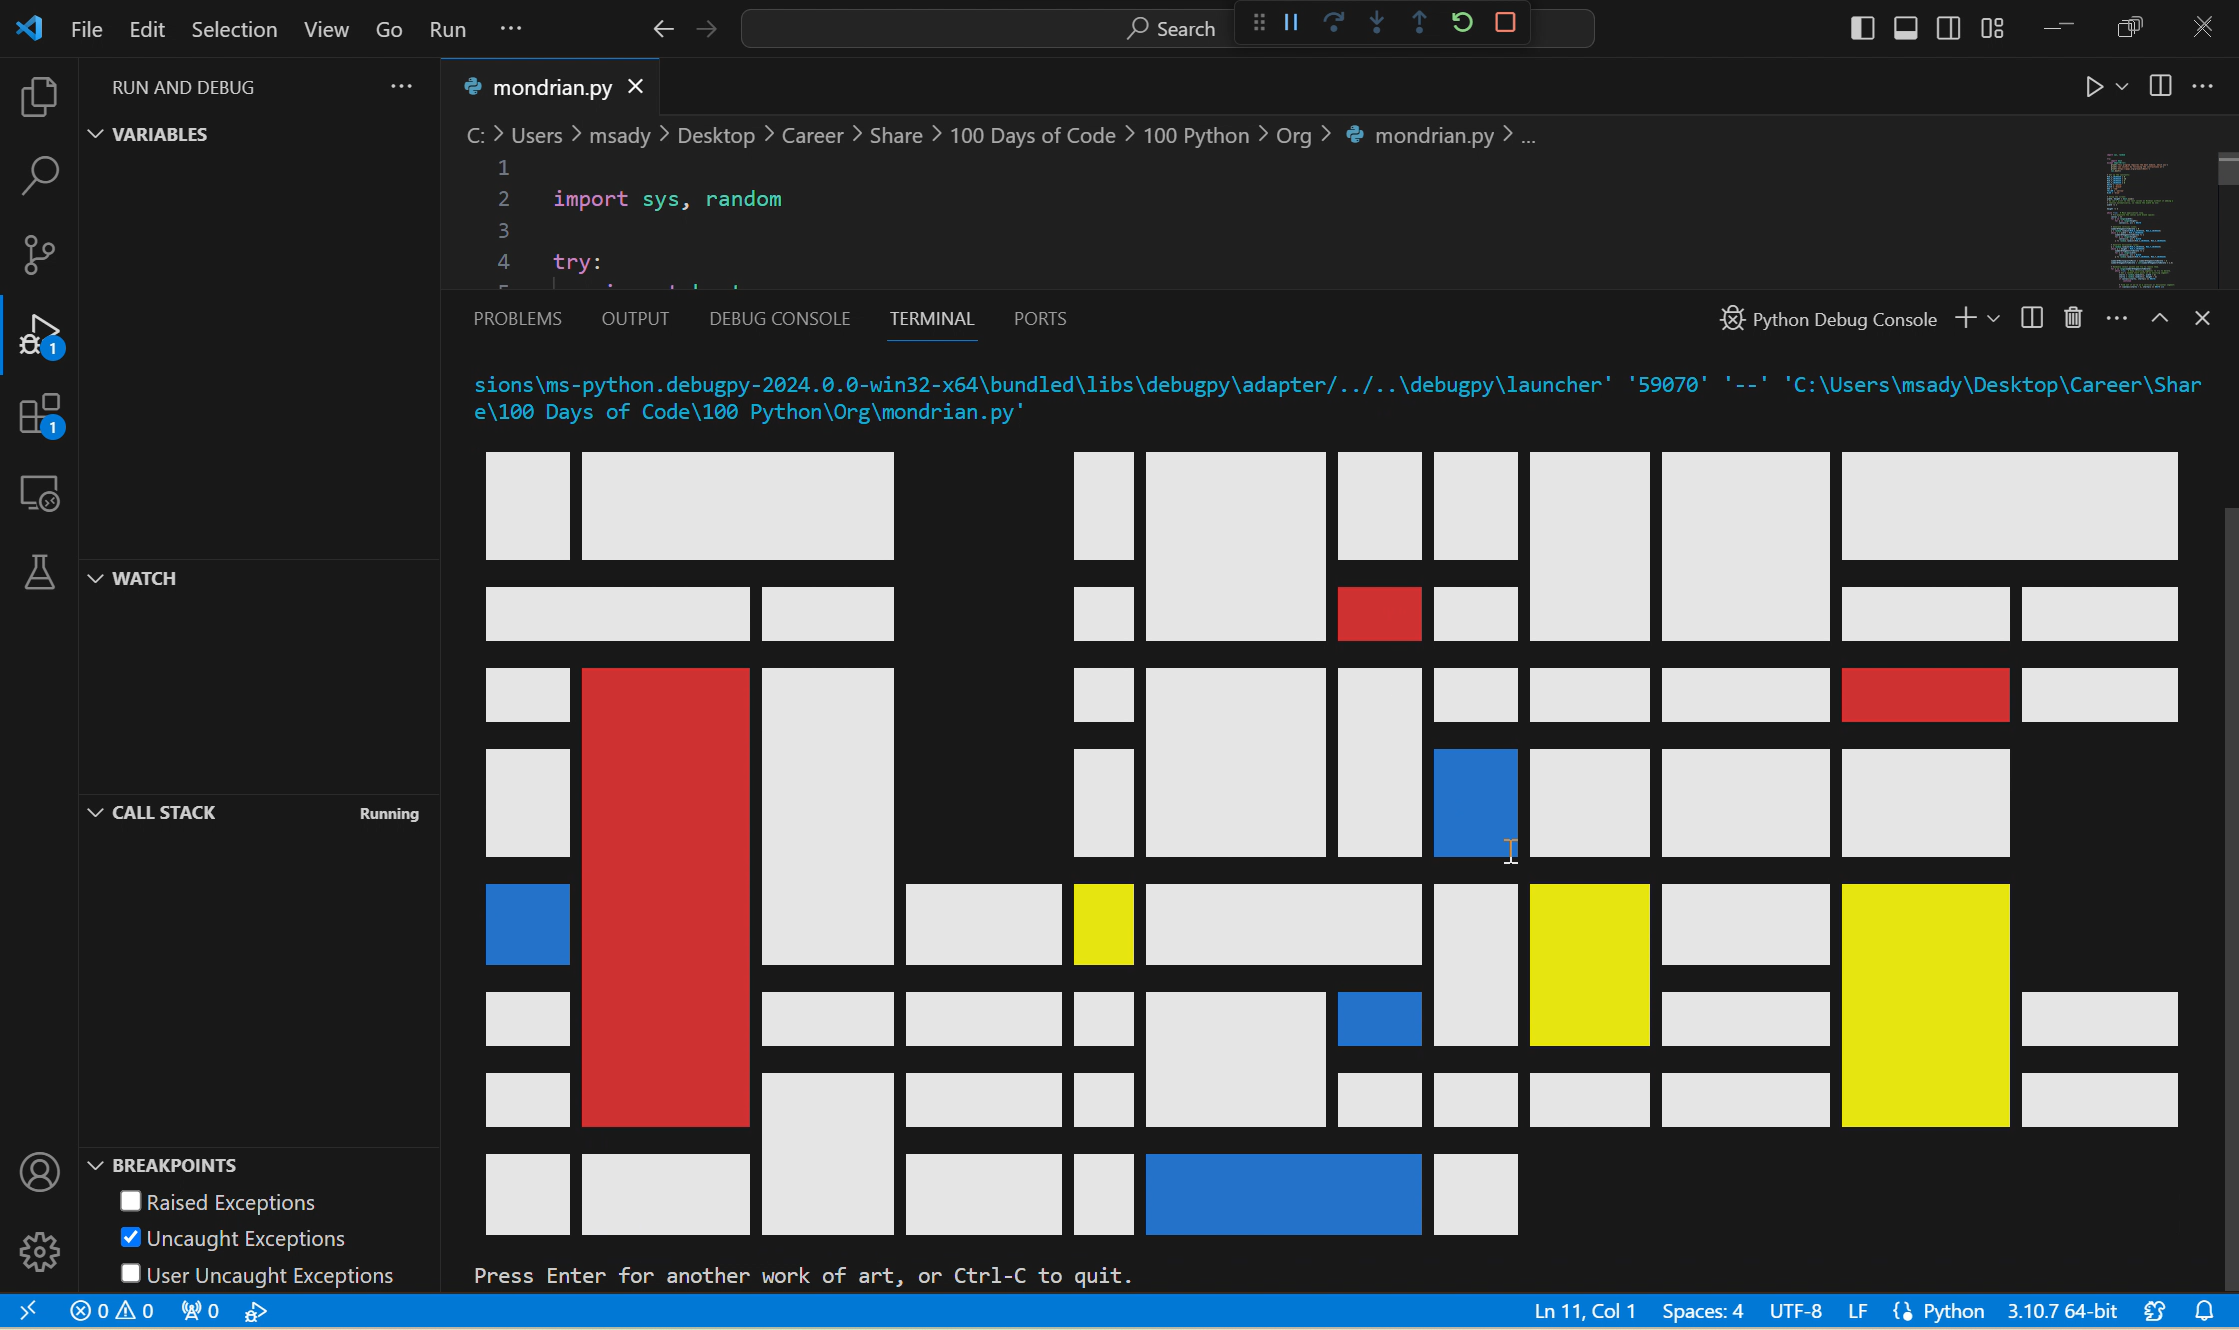 File Edit Selection View Go Run ··· Search
RUN AND DEBUG ···
mondrian.py
VARIABLES
C: > Users > msady > Desktop > Career > Share > 100 Days of Code > 100 Python > Org > mondrian.py > ...
1
2 import sys, random
3
4 try:
PROBLEMS OUTPUT DEBUG CONSOLE TERMINAL PORTS Python Debug Console
sions\ms-python.debugpy-2024.0.0-win32-x64\bundled\libs\debugpy\adapter/../..\debugpy\launcher' '59070' '--' 'C:\Users\msady\Desktop\Career\Shar
e\100 Days of Code\100 Python\Org\mondrian.py'
WATCH
CALL STACK Running
BREAKPOINTS
Raised Exceptions
Uncaught Exceptions
User Uncaught Exceptions
1
1
Press Enter for another work of art, or Ctrl-C to quit.
0 0 0 Ln 11, Col 1 Spaces: 4 UTF-8 LF Python 3.10.7 64-bit